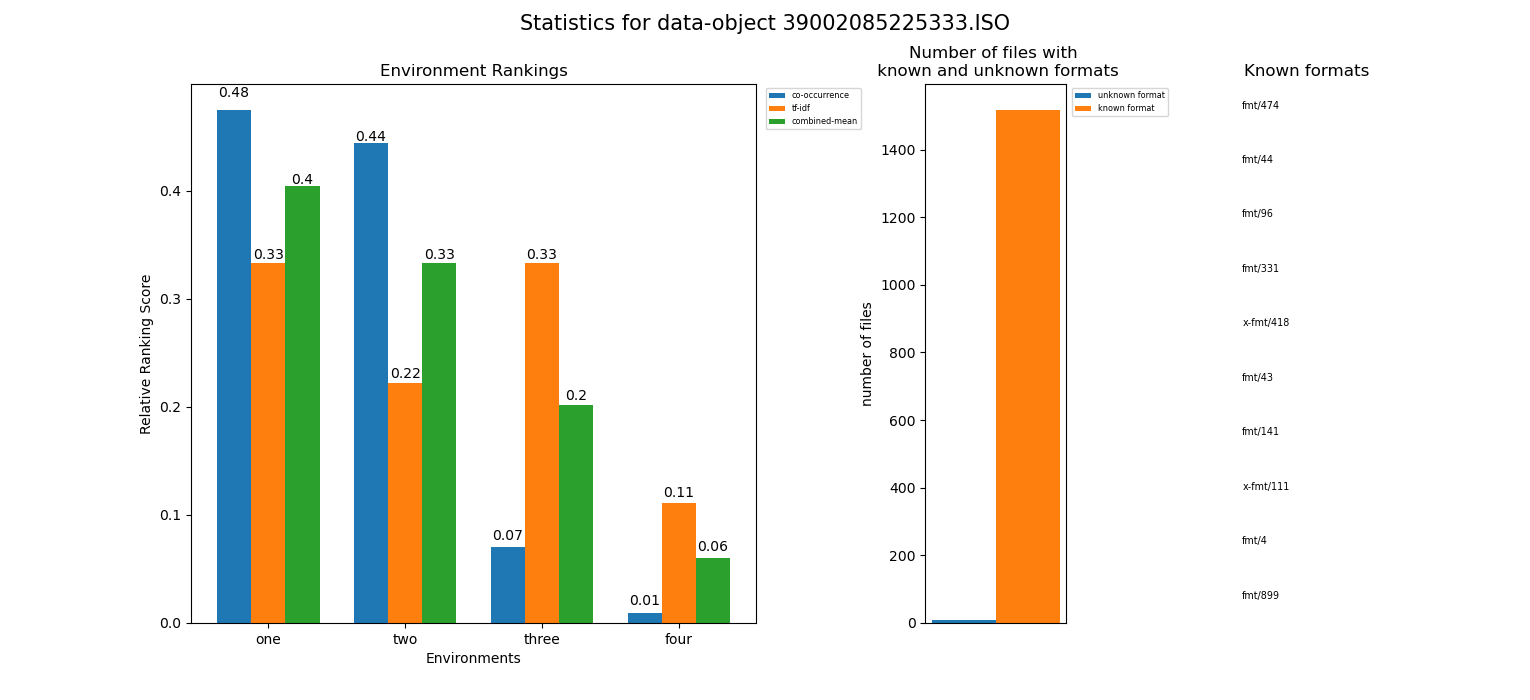 Statistics for data-object 39002085225333.ISO
Environment Rankings
0.48
0.44
0.4
0.33
0.33
0.33
0.22
0.2
0.07
0.11
0.06
0.01
0.4
0.3
0.2
0.1
0.0
Relative Ranking Score
one two three four
Environments
co-occurrence
tf-idf
combined-mean
Number of files with
known and unknown formats
1400
1200
1000
800
600
400
200
0
number of files
unknown format
known format
Known formats
fmt/474
fmt/44
fmt/96
fmt/331
x-fmt/418
fmt/43
fmt/141
x-fmt/111
fmt/4
fmt/899